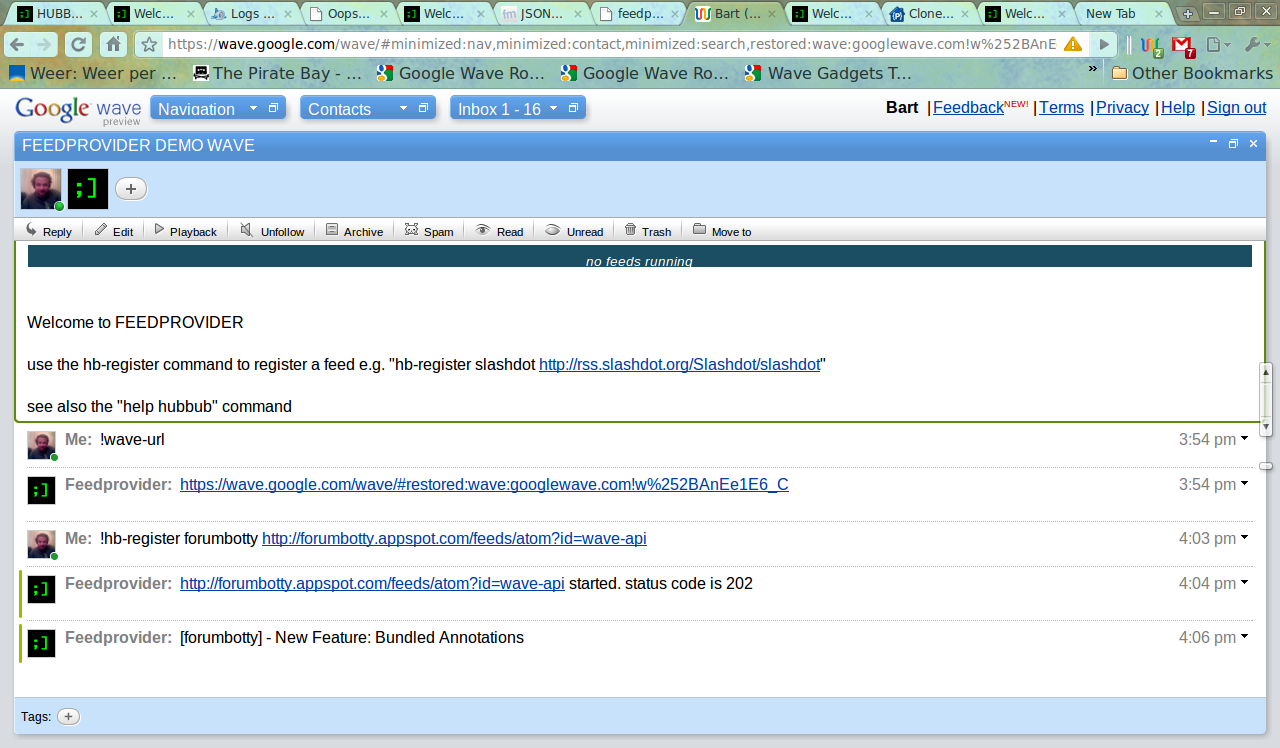 ;] HUBB... ;] Welc... Logs ... Oops... ;] Welc... fm JSON... feedp... Bart (... ;] Welc... Clone... ;] Welc... New Tab
https://wave.google.com/wave/#minimized:nav,minimized:contact,minimized:search,restored:wave:googlewave.com!w%252BAnE 2 7
Weer: Weer per ... The Pirate Bay - ... Google Wave Ro... Google Wave Ro... Wave Gadgets T... » Other Bookmarks
Google wave preview Navigation Contacts Inbox 1 - 16 Bart | Feedback NEW! | Terms | Privacy | Help | Sign out
FEEDPROVIDER DEMO WAVE
;] +
Reply Edit Playback Unfollow Archive Spam Read Unread Trash Move to
no feeds running
Welcome to FEEDPROVIDER
use the hb-register command to register a feed e.g. "hb-register slashdot http://rss.slashdot.org/Slashdot/slashdot"
see also the "help hubbub" command
Me: !wave-url 3:54 pm
;] Feedprovider: https://wave.google.com/wave/#restored:wave:googlewave.com!w%252BAnEe1E6_C 3:54 pm
Me: !hb-register forumbotty http://forumbotty.appspot.com/feeds/atom?id=wave-api 4:03 pm
;] Feedprovider: http://forumbotty.appspot.com/feeds/atom?id=wave-api started. status code is 202 4:04 pm
;] Feedprovider: [forumbotty] - New Feature: Bundled Annotations 4:06 pm
Tags: +